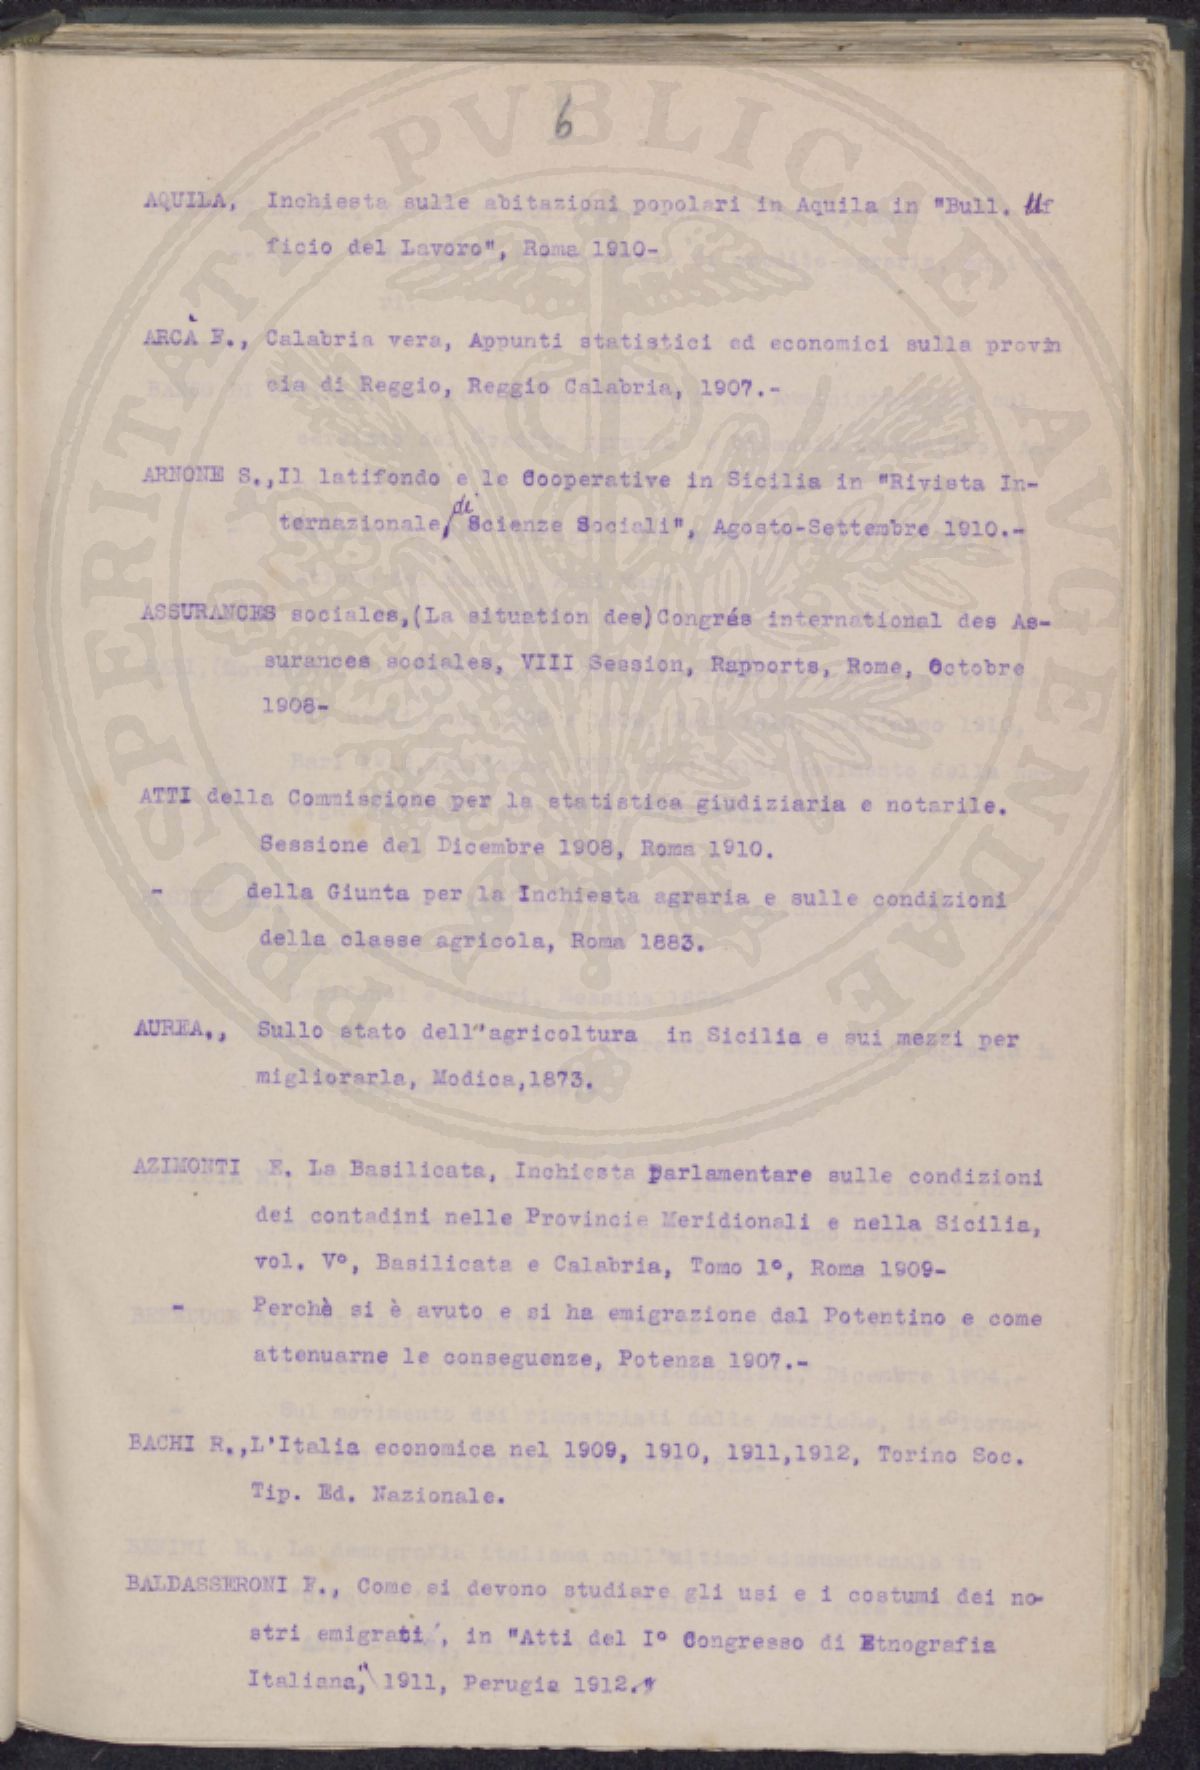 6
AQUILA, Inchiesta sulle abitazioni popolari in Aquila in "Bull. Uf
ficio del Lavoro", Roma 1910-
ARCÀ F., Calabria vera, Appunti statistici ed economici sulla provin
cia di Reggio, Reggio Calabria, 1907.-
ARNONE S.,Il latifondo e le Cooperative in Sicilia in "Rivista In-
ternazionale di Scienze Sociali", Agosto-Settembre 1910.-
ASSURANCES sociales,(La situation des)Congrés international des As-
surances sociales, VIII Session, Rapports, Rome, Octobre
1908-
ATTI della Commissione per la statistica giudiziaria e notarile.
Sessione del Dicembre 1908, Roma 1910.
- della Giunta per la Inchiesta agraria e sulle condizioni
della classe agricola, Roma 1883.
AUREA., Sullo stato dell"agricoltura in Sicilia e sui mezzi per
migliorarla, Modica,1873.
AZIMONTI E. La Basilicata, Inchiesta Parlamentare sulle condizioni
dei contadini nelle Provincie Meridionali e nella Sicilia,
vol. V°, Basilicata e Calabria, Tomo 1°, Roma 1909-
- Perchè si è avuto e si ha emigrazione dal Potentino e come
attenuarne le conseguenze, Potenza 1907.-
BACHI R.,L'Italia economica nel 1909, 1910, 1911,1912, Torino Soc.
Tip. Ed. Nazionale.
BALDASSERONI F., Come si devono studiare gli usi e i costumi dei no-
stri emigrati, in "Atti del I° Congresso di Etnografia
Italiana," 1911, Perugia 1912.
PROSPERITATI PVBLICAE AVGENDAE